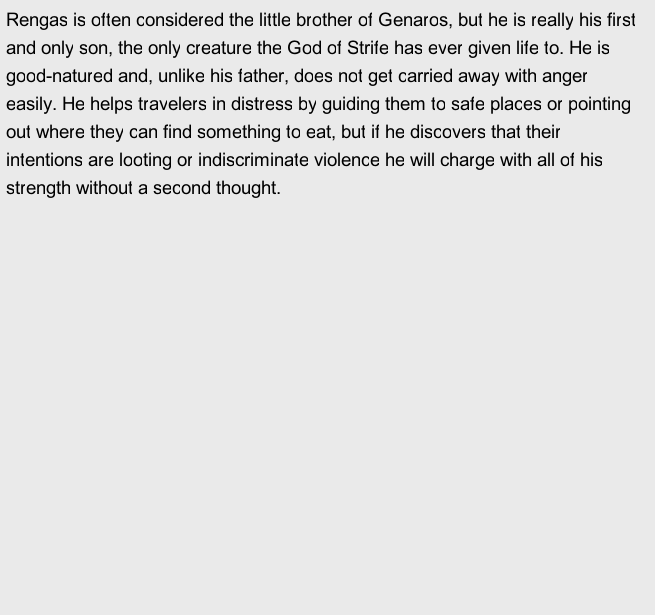 Rengas is often considered the little brother of Genaros, but he is really his first
and only son, the only creature the God of Strife has ever given life to. He is
good-natured and, unlike his father, does not get carried away with anger
easily. He helps travelers in distress by guiding them to safe places or pointing
out where they can find something to eat, but if he discovers that their
intentions are looting or indiscriminate violence he will charge with all of his
strength without a second thought.